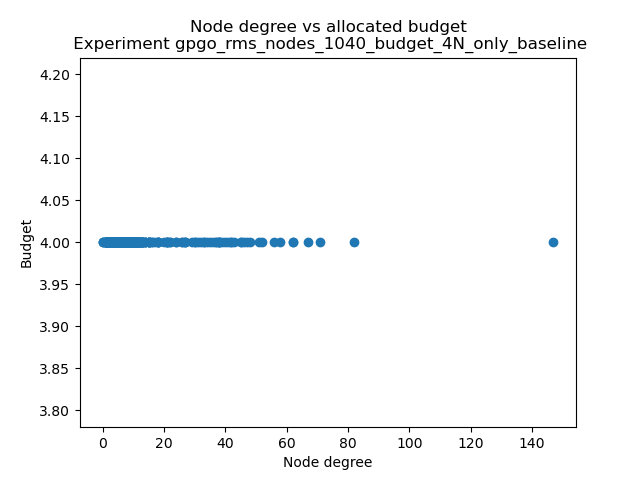 Node degree vs allocated budget
Experiment gpgo_rms_nodes_1040_budget_4N_only_baseline
4.20
4.15
4.10
4.05
4.00
3.95
3.90
3.85
3.80
Budget
0 20 40 60 80 100 120 140
Node degree